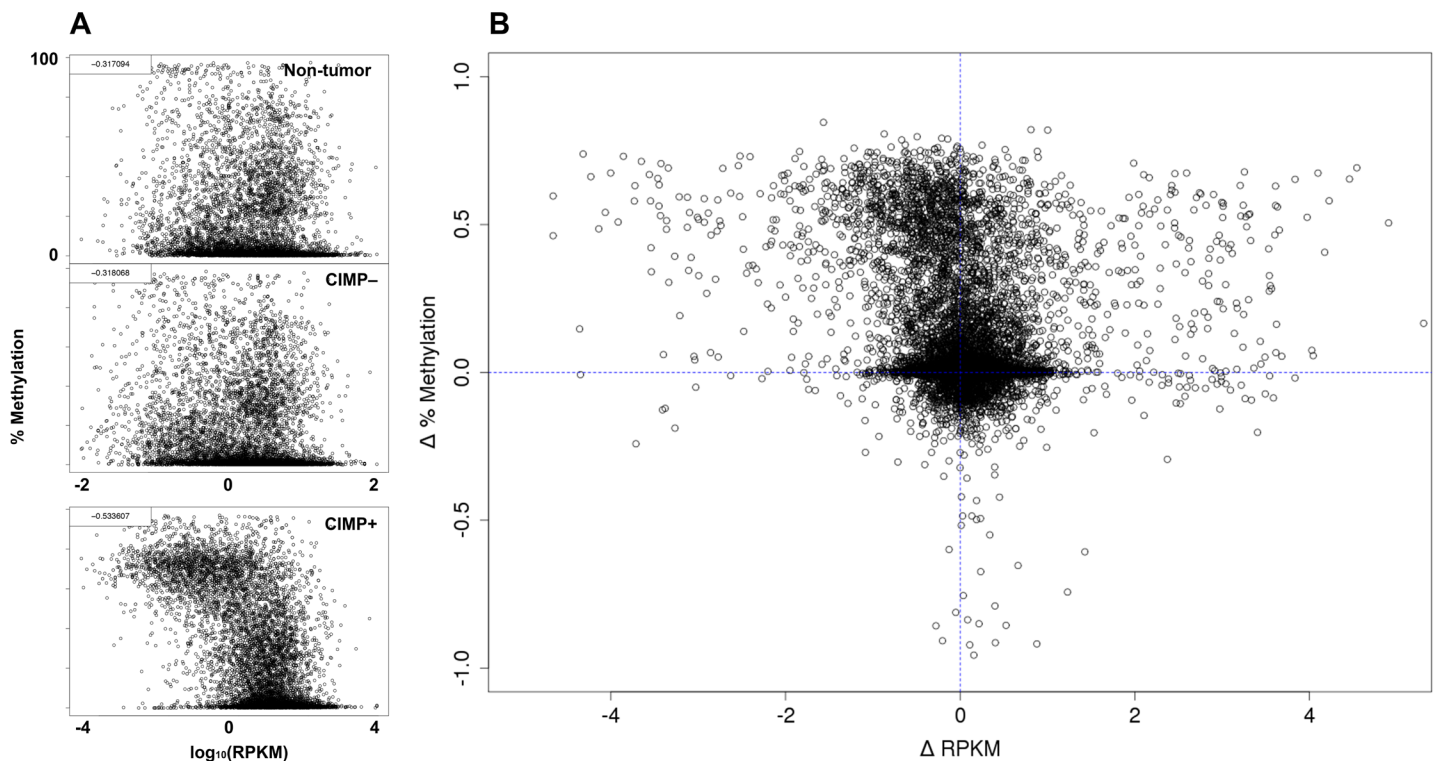 A
B
100
−0.317094
Non-tumor
0
−0.318068
CIMP–
% Methylation
-2
0
2
−0.533607
CIMP+
-4
0
4
log₁₀(RPKM)
1.0
0.5
0.0
-0.5
-1.0
Δ % Methylation
-4
-2
0
2
4
Δ RPKM